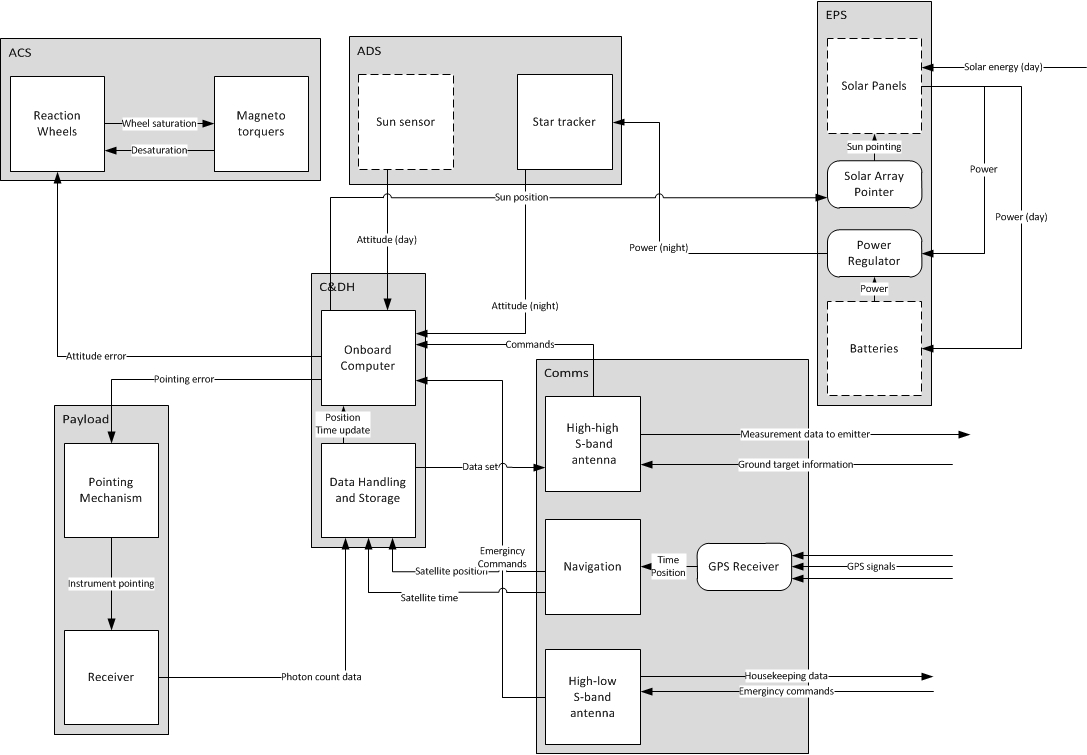 EPS
ACS
ADS
Solar energy (day)
Solar Panels
Reaction
Wheels
Wheel saturation
Desaturation
Magneto
torquers
Sun sensor
Star tracker
Sun pointing
Solar Array
Pointer
Power
Power (day)
Sun position
Attitude (day)
Power (night)
Power
Regulator
Power
C&DH
Attitude (night)
Batteries
Onboard
Computer
Commands
Attitude error
Pointing error
Comms
Payload
Position
Time update
High-high
S-band
antenna
Measurement data to emitter
Ground target information
Pointing
Mechanism
Data Handling
and Storage
Data set
Emergincy
Commands
Satellite position
Satellite time
Navigation
Time
Position
GPS Receiver
GPS signals
Instrument pointing
Receiver
Photon count data
High-low
S-band
antenna
Housekeeping data
Emergincy commands